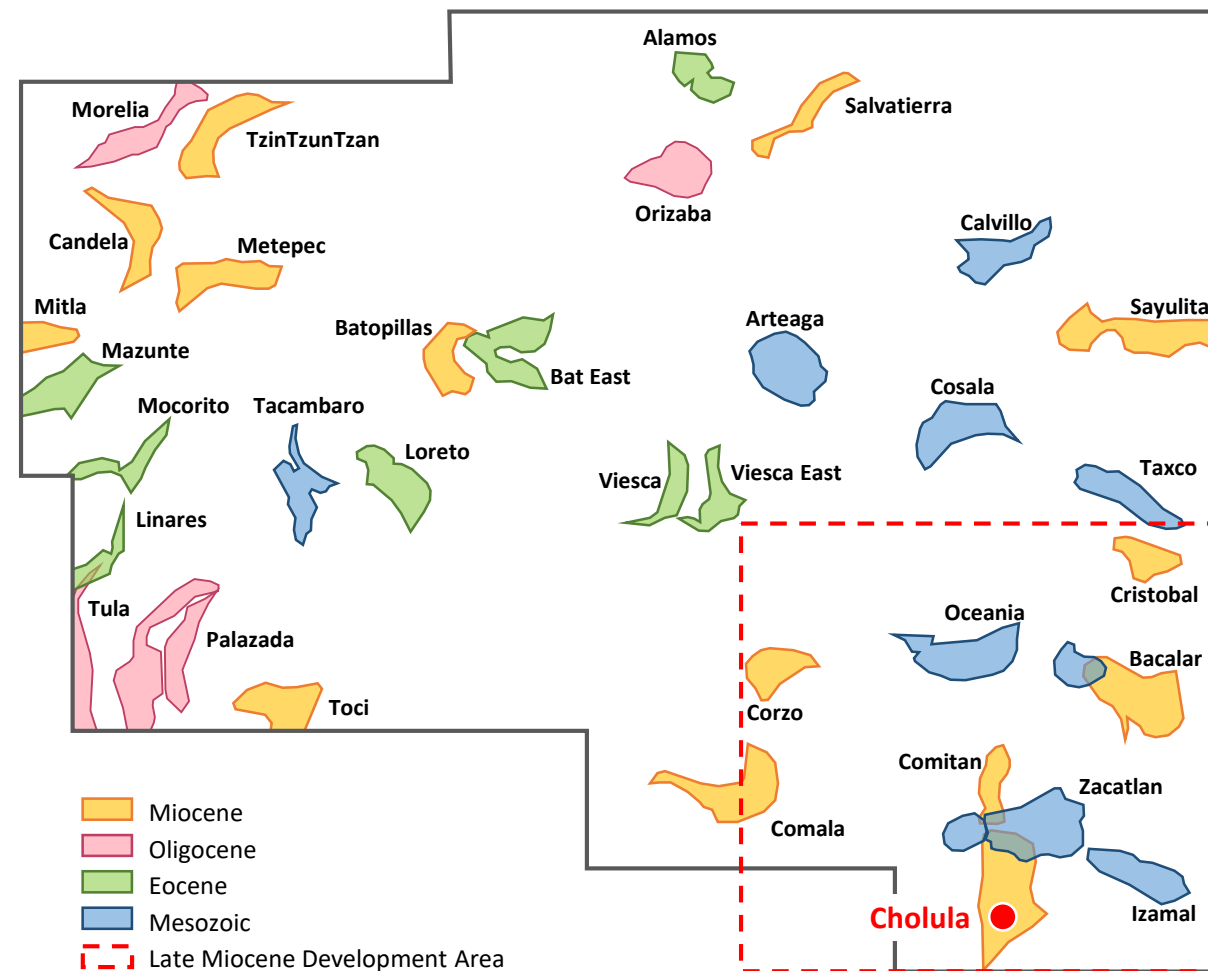 Alamos
Morelia
Salvatierra
TzinTzunTzan
Orizaba
Calvillo
Candela
Metepec
Mitla
Sayulita
Batopillas
Arteaga
Mazunte
Bat East
Cosala
Mocorito
Tacambaro
Loreto
Taxco
Viesca
Viesca East
Linares
Cristobal
Tula
Oceania
Palazada
Bacalar
Toci
Corzo
Comitan
Zacatlan
Miocene
Comala
Oligocene
Eocene
Mesozoic
Cholula
Izamal
Late Miocene Development Area